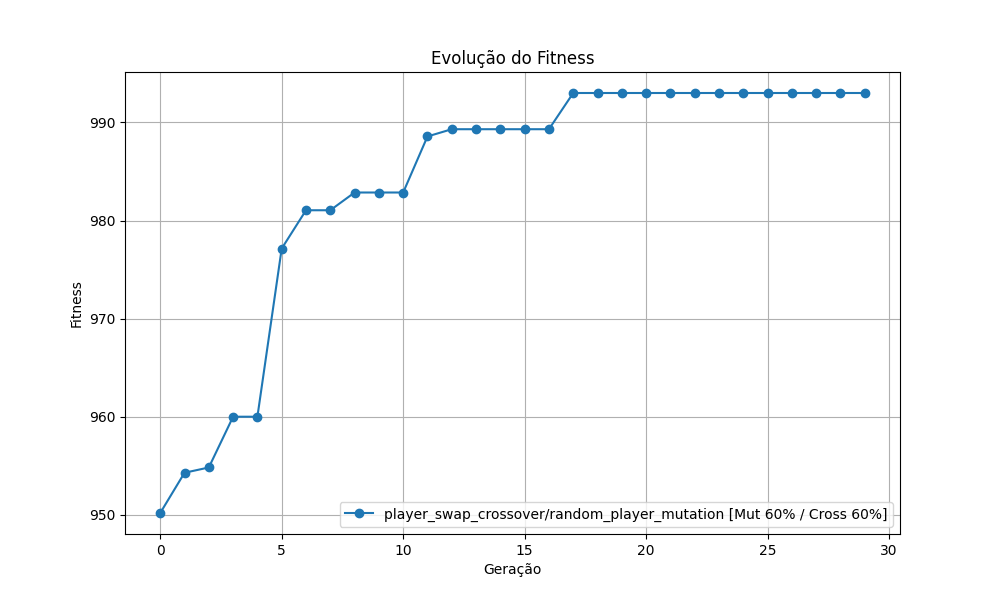 Evolução do Fitness
Fitness
990
980
970
960
950
player_swap_crossover/random_player_mutation [Mut 60% / Cross 60%]
0 5 10 15 20 25 30
Geração